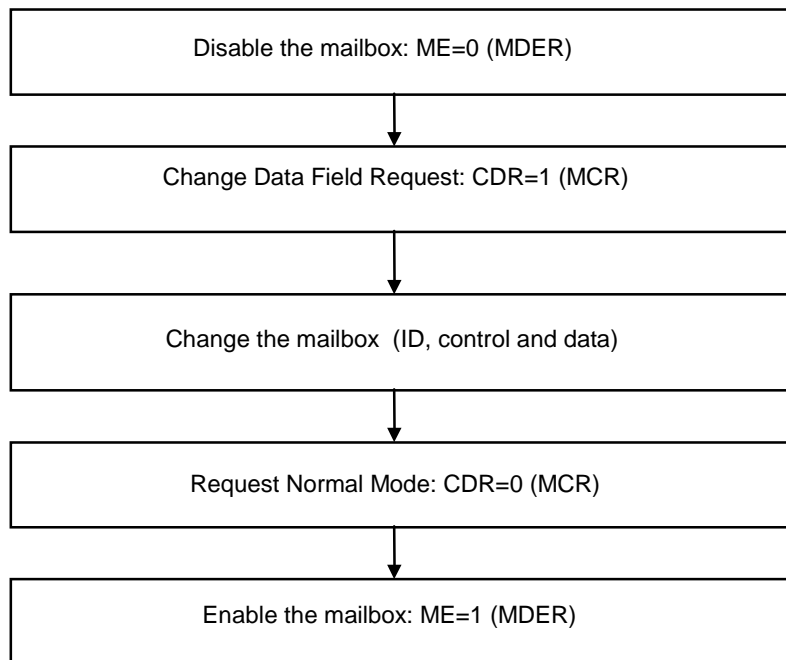 Disable the mailbox: ME=0 (MDER)
Change Data Field Request: CDR=1 (MCR)
Change the mailbox (ID, control and data)
Request Normal Mode: CDR=0 (MCR)
Enable the mailbox: ME=1 (MDER)